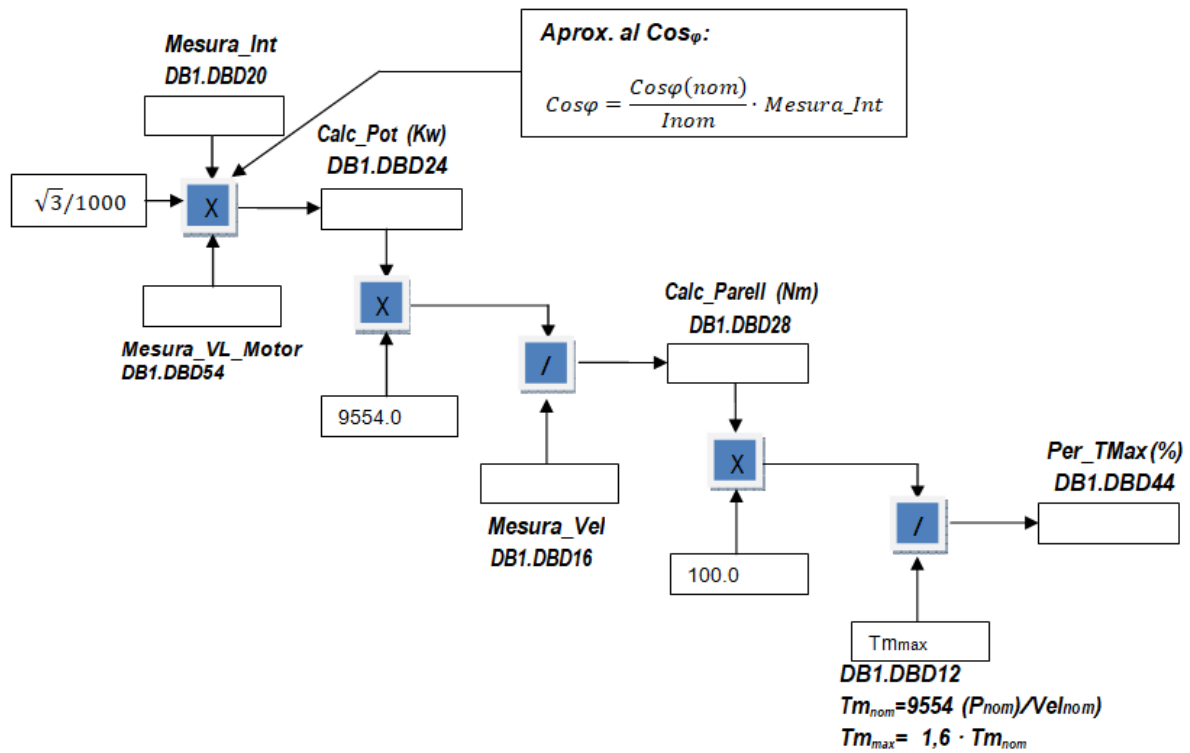 Mesura_Int
DB1.DBD20
Aprox. al Cosφ:
Cosφ = Cosφ(nom) / Inom · Mesura_Int
Calc_Pot (Kw)
DB1.DBD24
√3/1000
X
Mesura_VL_Motor
DB1.DBD54
X
9554.0
Calc_Parell (Nm)
DB1.DBD28
/
Mesura_Vel
DB1.DBD16
X
100.0
Per_TMax (%)
DB1.DBD44
/
Tmmax
DB1.DBD12
Tmnom=9554 (Pnom)/Velnom)
Tmmax= 1,6 · Tmnom